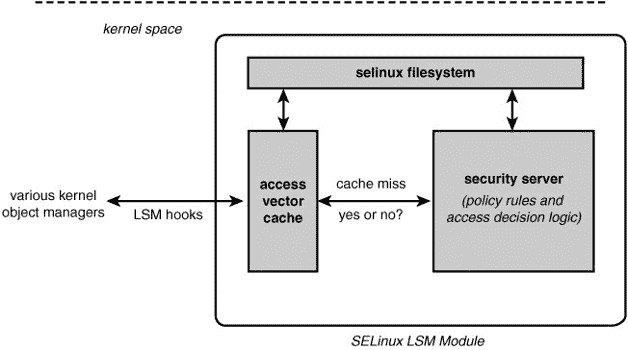 kernel space
selinux filesystem
various kernel
object managers
LSM hooks
access
vector
cache
cache miss
yes or no?
security server
(policy rules and
access decision logic)
SELinux LSM Module